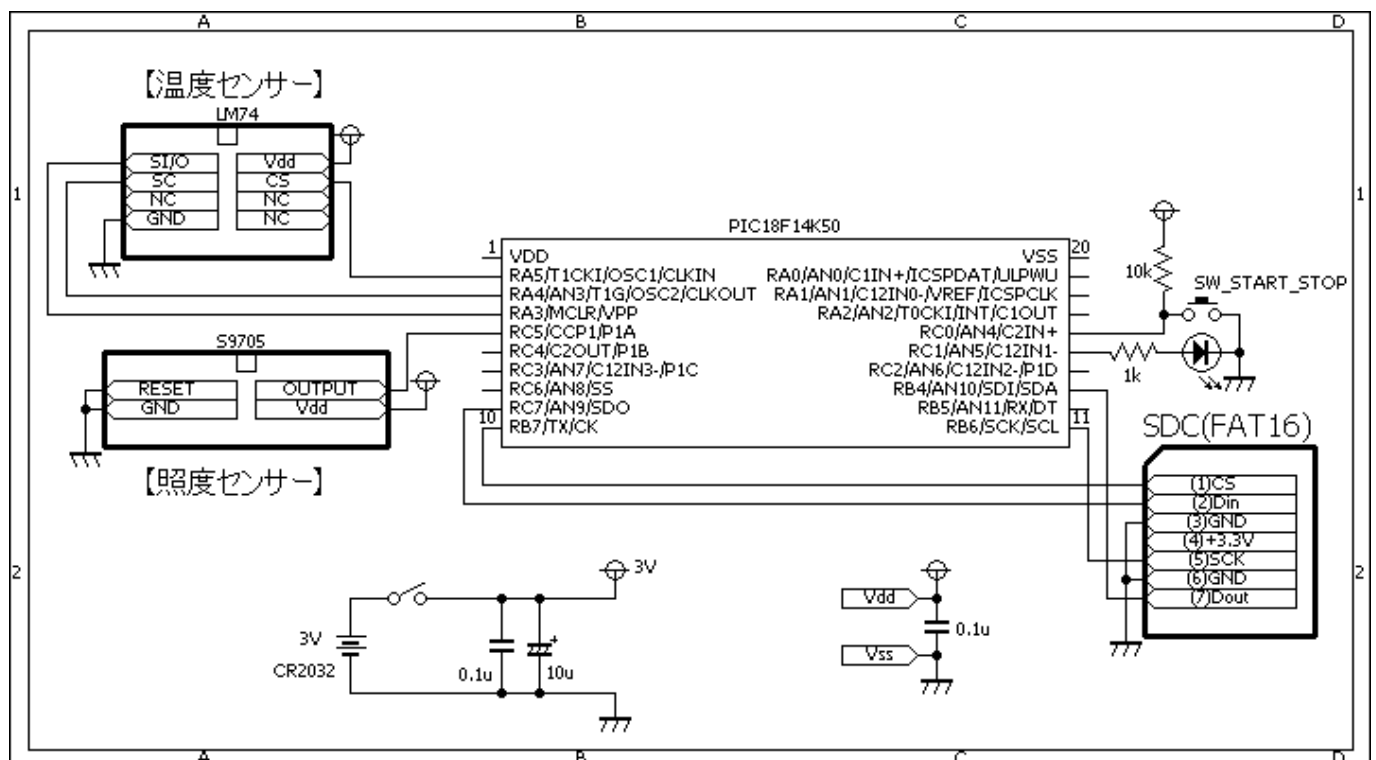 A B C D
【温度センサー】
LM74
SI/O Vdd
SC CS
NC NC
GND NC
1 1
PIC18F14K50
1 VDD VSS 20
RA5/T1CKI/OSC1/CLKIN RA0/AN0/C1IN+/ICSPDAT/ULPWU
RA4/AN3/T1G/OSC2/CLKOUT RA1/AN1/C12IN0-/VREF/ICSPCLK
RA3/MCLR/VPP RA2/AN2/T0CKI/INT/C1OUT
RC5/CCP1/P1A RC0/AN4/C2IN+
RC4/C2OUT/P1B RC1/AN5/C12IN1-
RC3/AN7/C12IN3-/P1C RC2/AN6/C12IN2-/P1D
RC6/AN8/SS RB4/AN10/SDI/SDA
RC7/AN9/SDO RB5/AN11/RX/DT
10 RB7/TX/CK RB6/SCK/SCL 11
10k
SW_START_STOP
1k
S9705
RESET OUTPUT
GND Vdd
【照度センサー】
SDC(FAT16)
(1)CS
(2)Din
(3)GND
(4)+3.3V
(5)SCK
(6)GND
(7)Dout
2 2
3V
3V
CR2032
0.1u
+
10u
Vdd
0.1u
Vss
A B C D